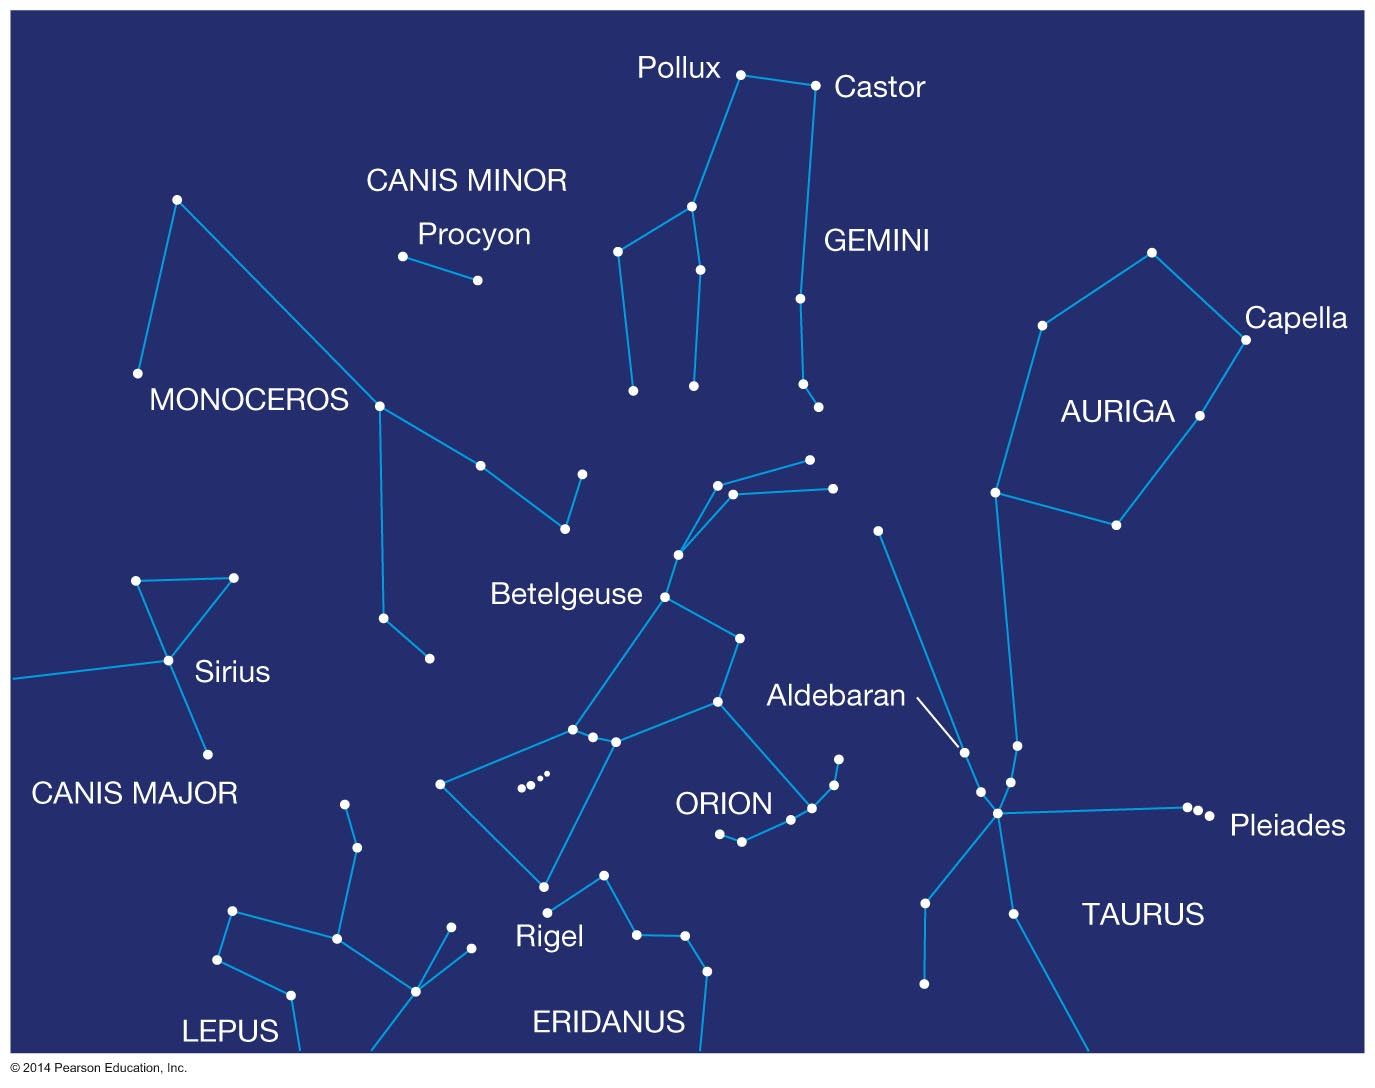 Pollux
Castor
CANIS MINOR
Procyon
GEMINI
Capella
MONOCEROS
AURIGA
Betelgeuse
Sirius
Aldebaran
CANIS MAJOR
ORION
Pleiades
TAURUS
Rigel
LEPUS
ERIDANUS
© 2014 Pearson Education, Inc.